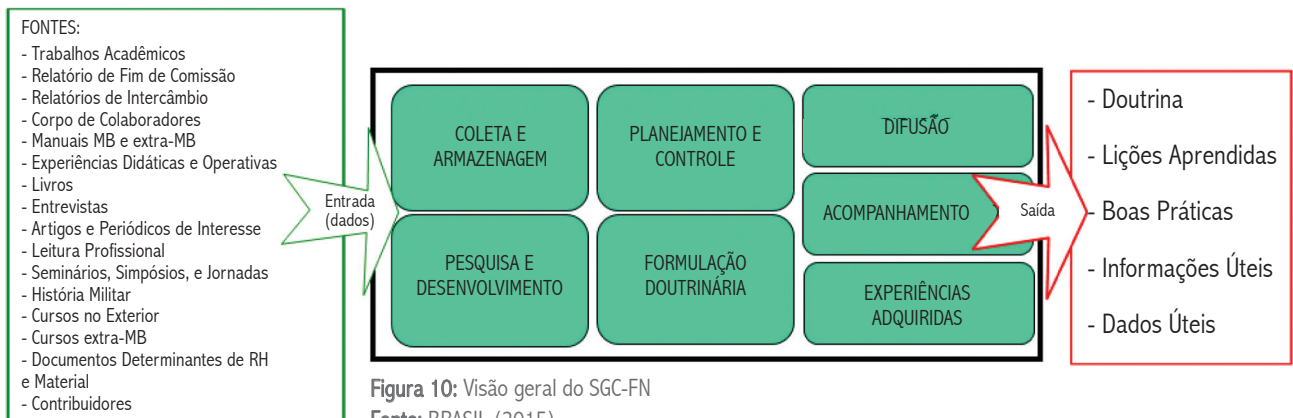 FONTES:
- Trabalhos Acadêmicos
- Relatório de Fim de Comissão
- Relatórios de Intercâmbio
- Corpo de Colaboradores
- Manuais MB e extra-MB
- Experiências Didáticas e Operativas
- Livros
- Entrevistas
- Artigos e Periódicos de Interesse
- Leitura Profissional
- Seminários, Simpósios, e Jornadas
- História Militar
- Cursos no Exterior
- Cursos extra-MB
- Documentos Determinantes de RH
e Material
- Contribuidores
Entrada
(dados)
COLETA E
ARMAZENAGEM
PLANEJAMENTO E
CONTROLE
DIFUSÃO
PESQUISA E
DESENVOLVIMENTO
FORMULAÇÃO
DOUTRINÁRIA
ACOMPANHAMENTO
EXPERIÊNCIAS
ADQUIRIDAS
Saída
- Doutrina
- Lições Aprendidas
- Boas Práticas
- Informações Úteis
- Dados Úteis
Figura 10: Visão geral do SGC-FN
Fonte: BRASIL (2015)